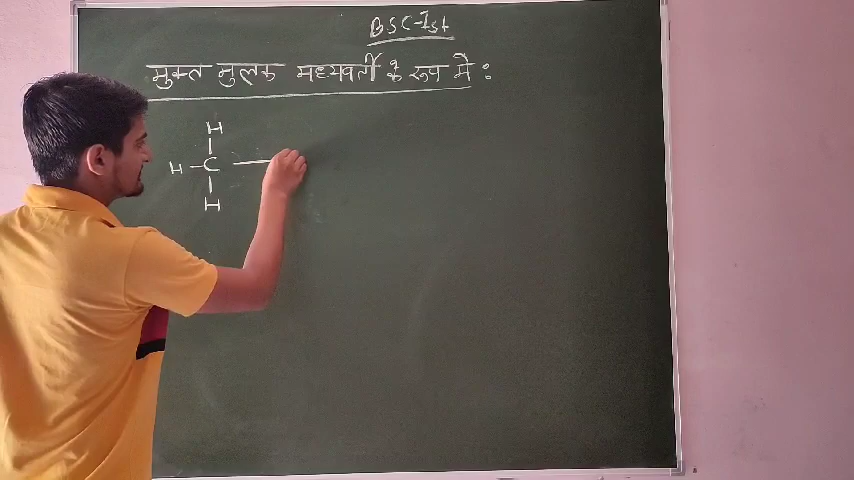 BSC-Ist
मुक्त मुलक मध्यवर्ती के रूप मे :
H
H - C —
H